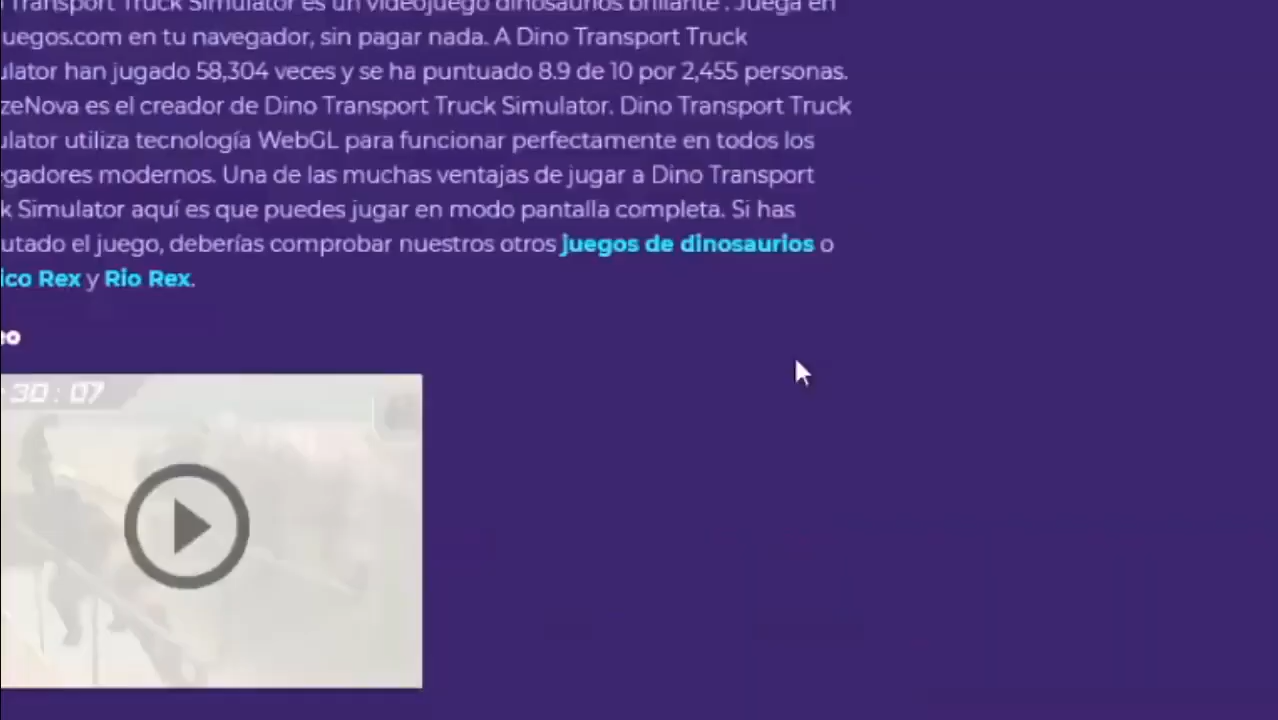 Transport Truck Simulator es un videojuego dinosaurios brillante . Juega en
uegos.com en tu navegador, sin pagar nada. A Dino Transport Truck
ulator han jugado 58,304 veces y se ha puntuado 8.9 de 10 por 2,455 personas.
zeNova es el creador de Dino Transport Truck Simulator. Dino Transport Truck
ulator utiliza tecnología WebGL para funcionar perfectamente en todos los
egadores modernos. Una de las muchas ventajas de jugar a Dino Transport
k Simulator aquí es que puedes jugar en modo pantalla completa. Si has
utado el juego, deberías comprobar nuestros otros juegos de dinosaurios o
ico Rex y Rio Rex.
eo
30 : 07